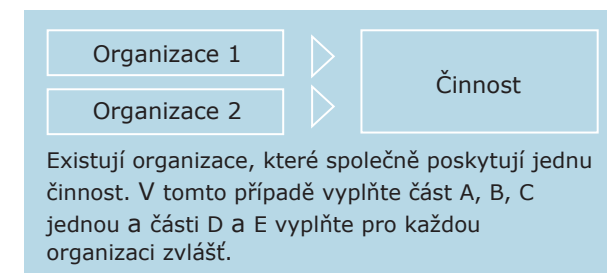 Organizace 1
Činnost
Organizace 2
Existují organizace, které společně poskytují jednu
činnost. V tomto případě vyplňte část A, B, C
jednou a části D a E vyplňte pro každou
organizaci zvlášť.